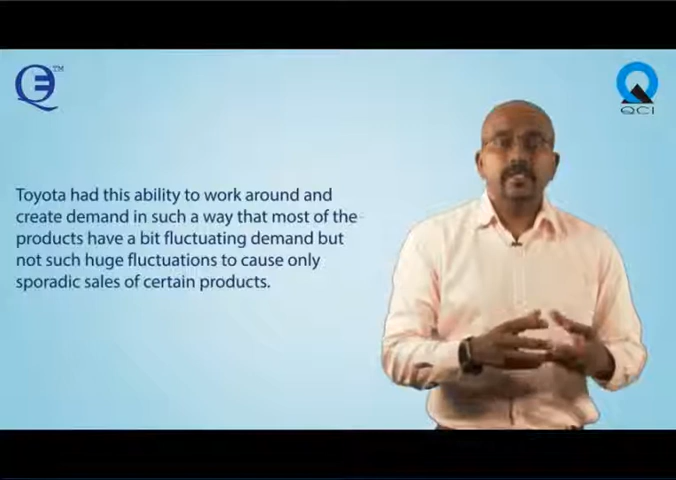 TM
QCI
Toyota had this ability to work around and
create demand in such a way that most of the
products have a bit fluctuating demand but
not such huge fluctuations to cause only
sporadic sales of certain products.